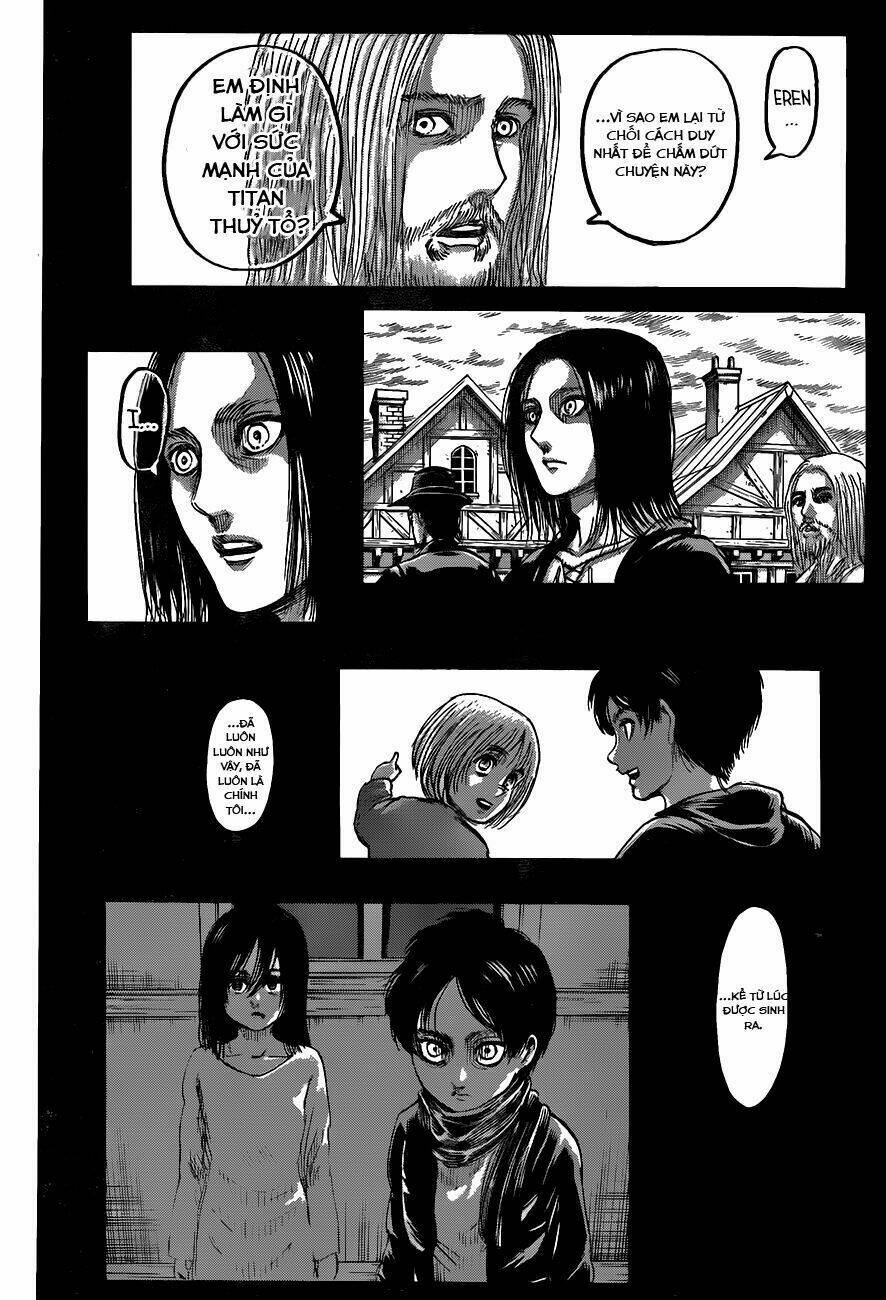 EREN
...
...VÌ SAO EM LẠI TỪ
CHỐI CÁCH DUY
NHẤT ĐỂ CHẤM DỨT
CHUYỆN NÀY?
EM ĐỊNH
LÀM GÌ
VỚI SỨC
MẠNH CỦA
TITAN
THUỶ TỔ?
I...
...ĐÃ
LUÔN
LUÔN NHƯ
VẬY, ĐÃ
LUÔN LÀ
CHÍNH
TÔI...
...KỂ TỪ LÚC
ĐƯỢC SINH
RA.